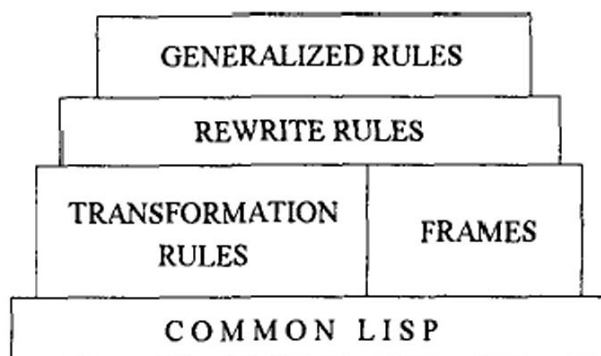 GENERALIZED RULES
REWRITE RULES
TRANSFORMATION
RULES
FRAMES
COMMON LISP